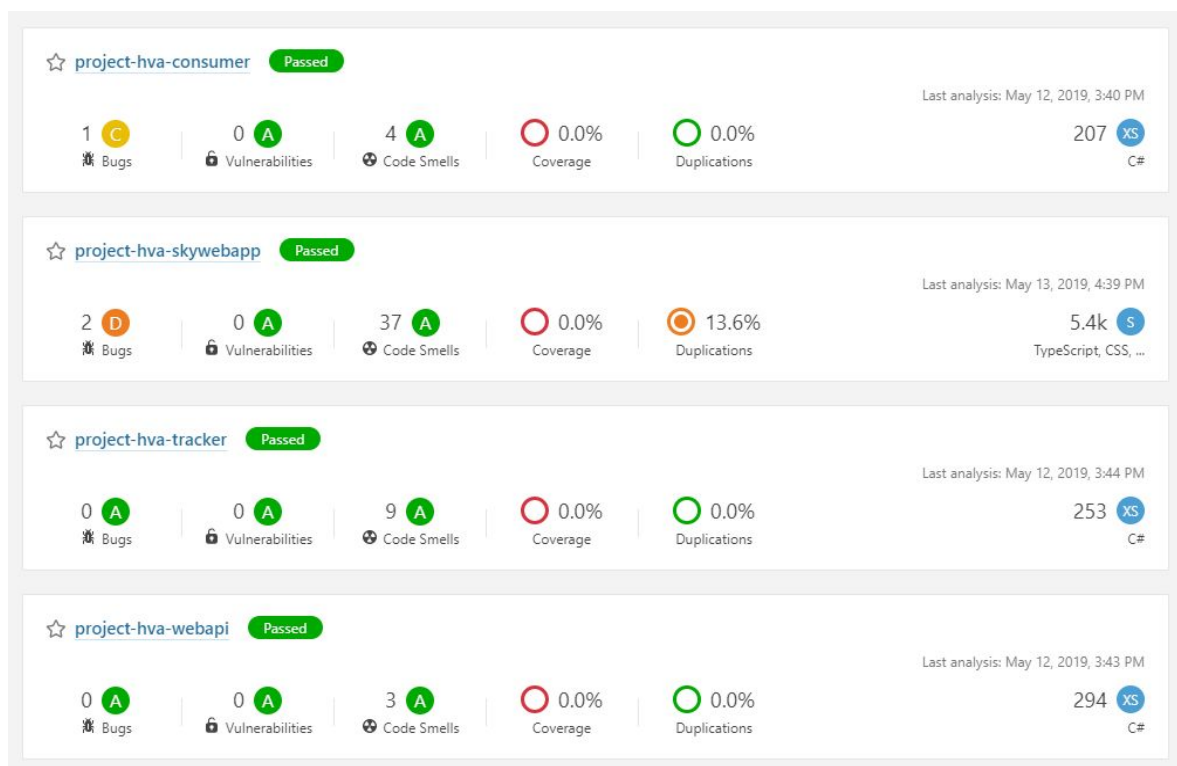 project-hva-consumer Passed
Last analysis: May 12, 2019, 3:40 PM
1 C 0 A 4 A 0.0% 0.0% 207 XS
Bugs Vulnerabilities Code Smells Coverage Duplications C#
project-hva-skywebapp Passed
Last analysis: May 13, 2019, 4:39 PM
2 D 0 A 37 A 0.0% 13.6% 5.4k S
Bugs Vulnerabilities Code Smells Coverage Duplications TypeScript, CSS, ...
project-hva-tracker Passed
Last analysis: May 12, 2019, 3:44 PM
0 A 0 A 9 A 0.0% 0.0% 253 XS
Bugs Vulnerabilities Code Smells Coverage Duplications C#
project-hva-webapi Passed
Last analysis: May 12, 2019, 3:43 PM
0 A 0 A 3 A 0.0% 0.0% 294 XS
Bugs Vulnerabilities Code Smells Coverage Duplications C#